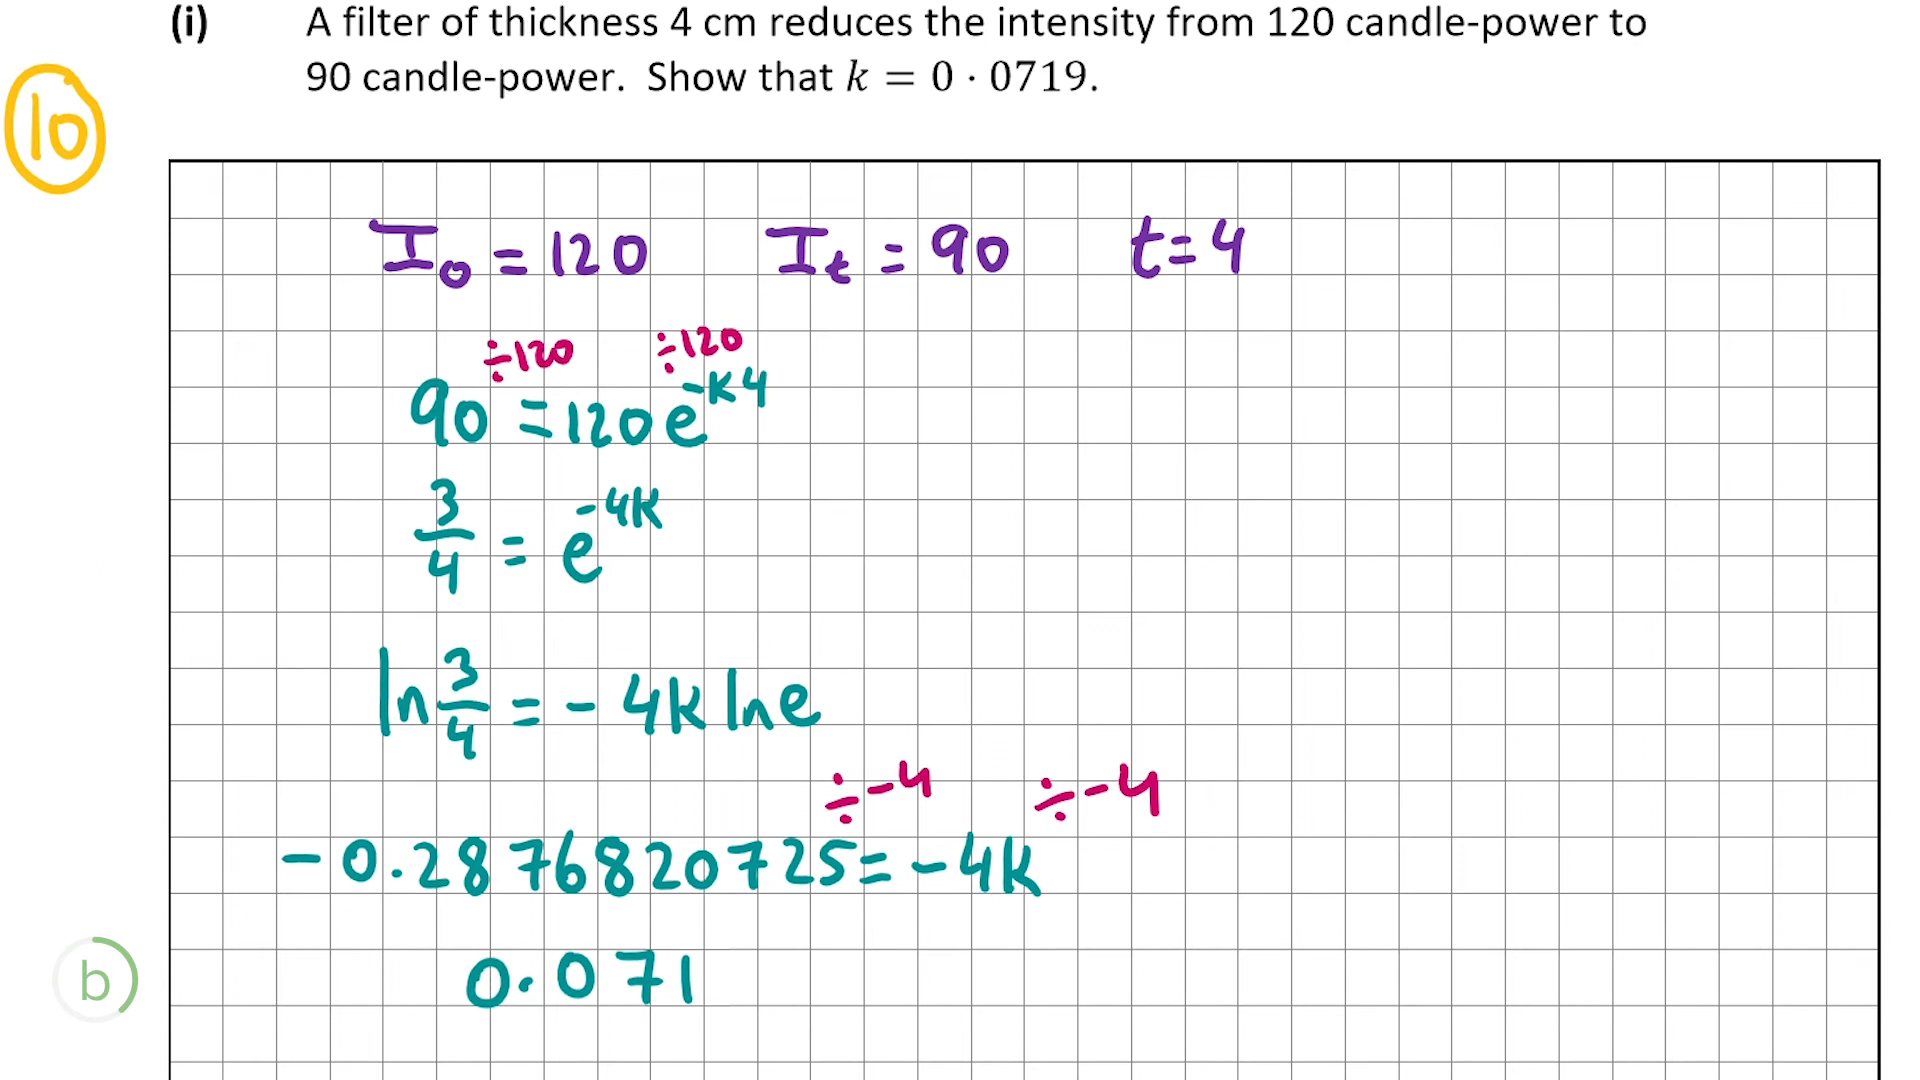 (i) A filter of thickness 4 cm reduces the intensity from 120 candle-power to
90 candle-power. Show that k = 0 · 0719.
10
I₀ = 120 Iₜ = 90 t = 4
÷120 ÷120
90 = 120e^-k4
3/4 = e^-4k
ln 3/4 = -4k ln e
÷-4 ÷-4
-0.2876820725 = -4k
0.071
b